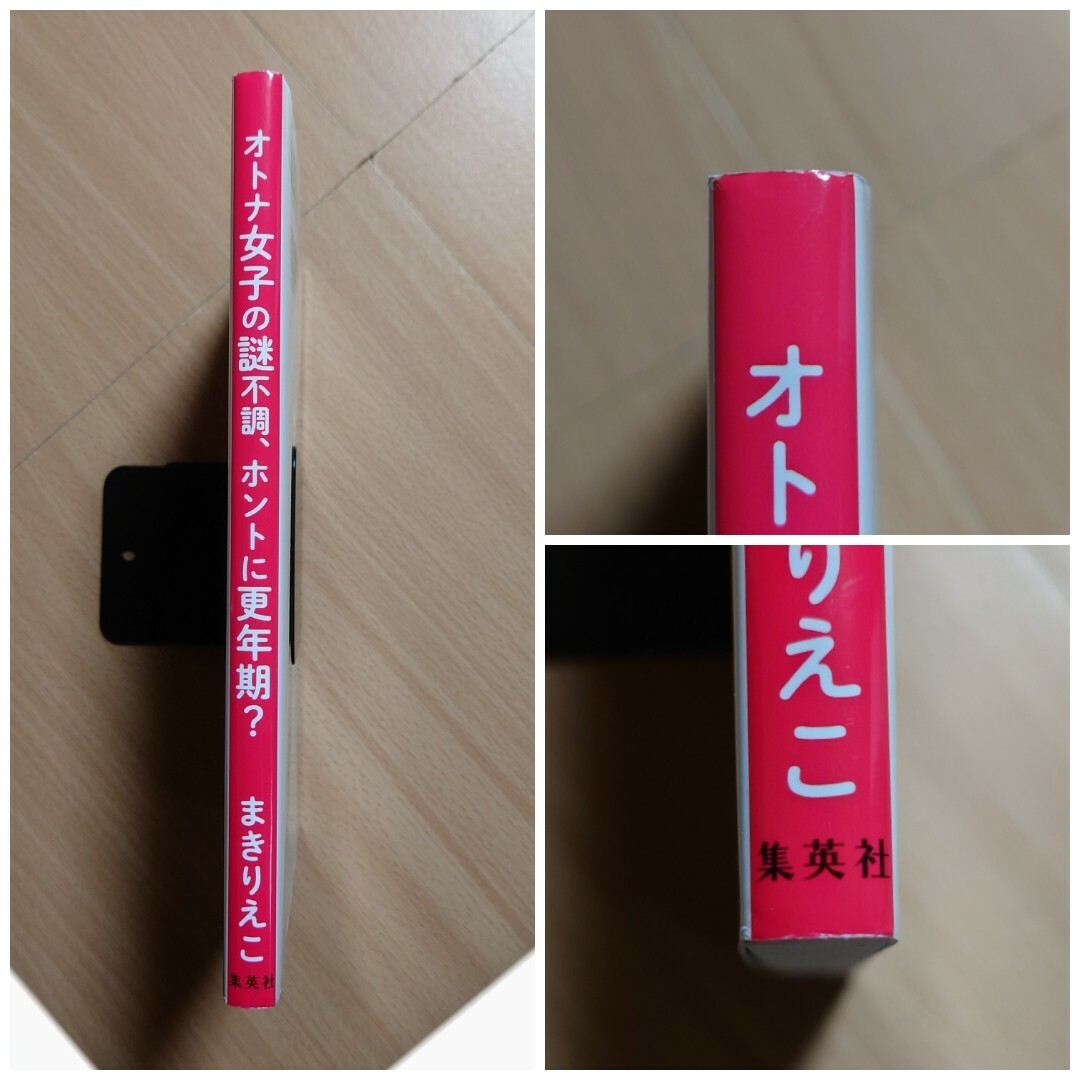 オトナ女子の謎不調、ホントに更年期？
まきりえこ
集英社
オト
りえこ
集英社